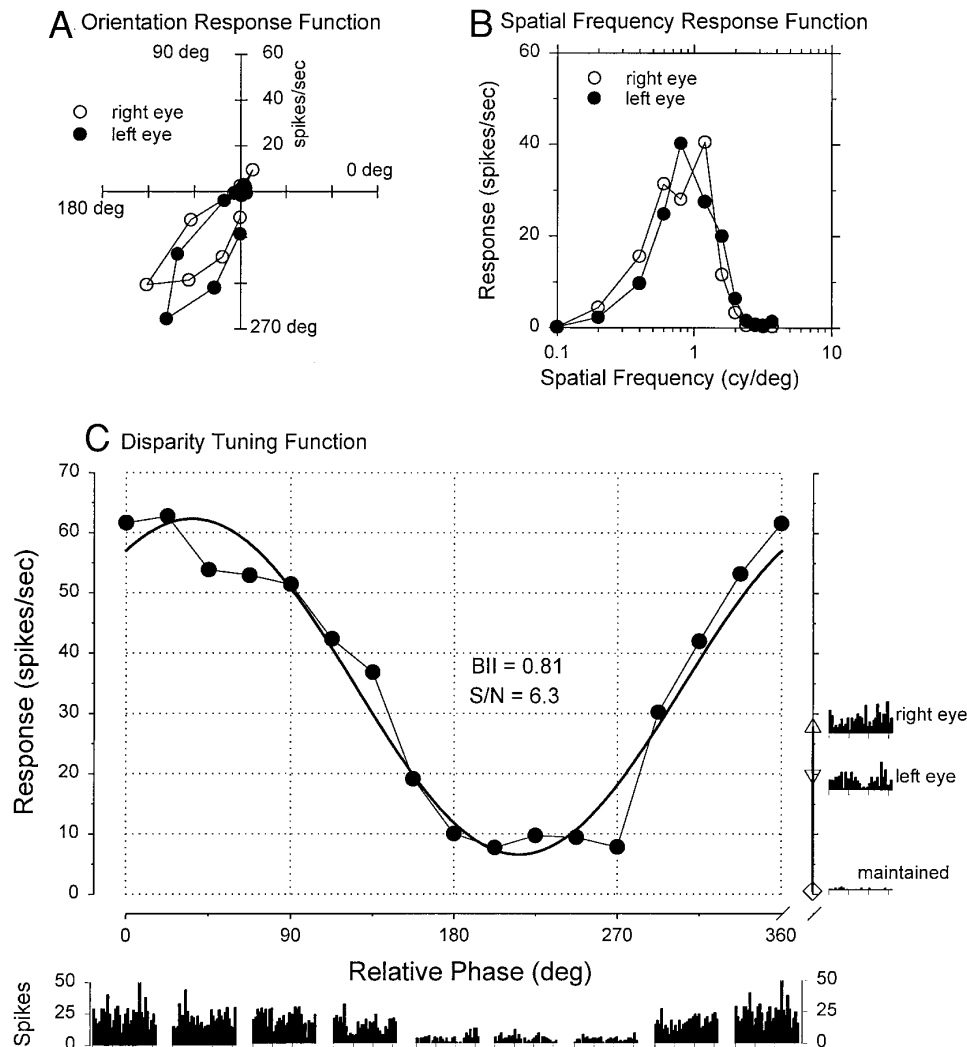 A Orientation Response Function
90 deg
60
40
20
spikes/sec
right eye
left eye
0 deg
180 deg
270 deg
B Spatial Frequency Response Function
60
40
20
0
Response (spikes/sec)
right eye
left eye
0.1 1 10
Spatial Frequency (cy/deg)
C Disparity Tuning Function
70
60
50
40
30
20
10
0
Response (spikes/sec)
BII = 0.81
S/N = 6.3
right eye
left eye
maintained
0 90 180 270 360
Relative Phase (deg)
50
25
0
Spikes
50
25
0